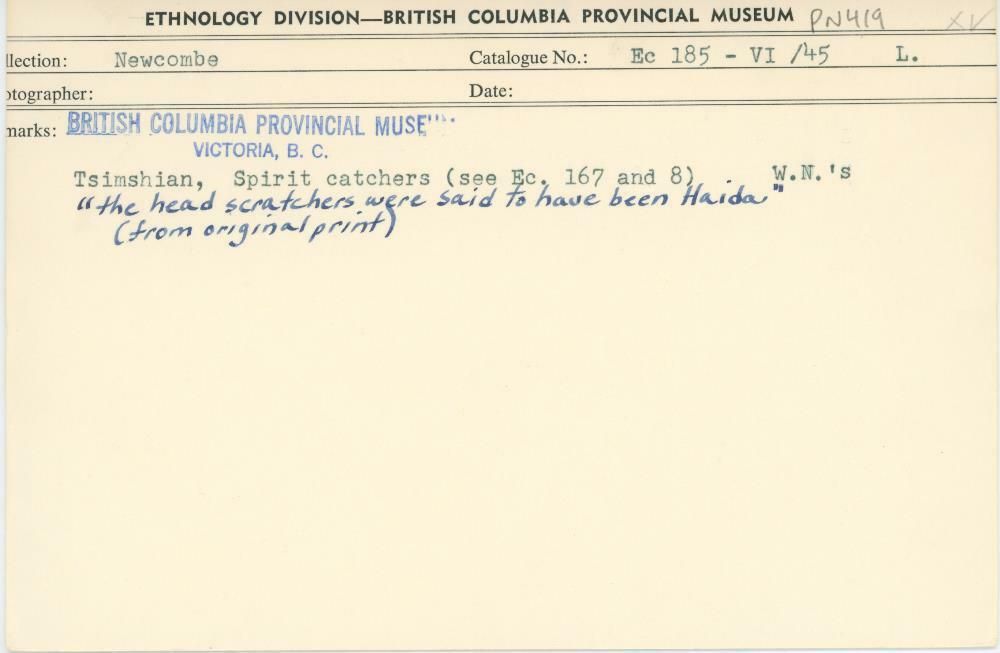 ETHNOLOGY DIVISION—BRITISH COLUMBIA PROVINCIAL MUSEUM PN419 XV
llection: Newcombe Catalogue No.: Ec 185 - VI /45 L.
otographer: Date:
marks: BRITISH COLUMBIA PROVINCIAL MUSE
VICTORIA, B. C.
Tsimshian, Spirit catchers (see Ec. 167 and 8) . W.N.'s
"the head scratchers were said to have been Haida"
(from original print)